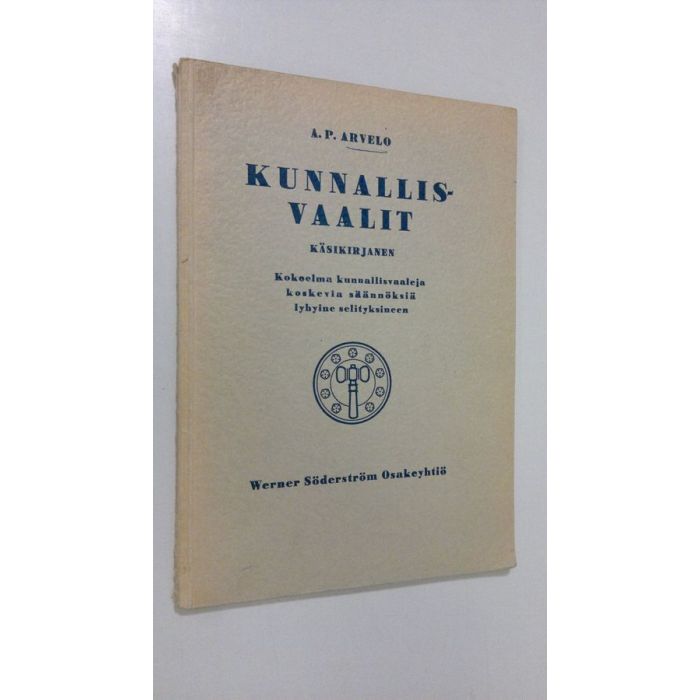 A. P. ARVELO
KUNNALLIS-
VAALIT
KÄSIKIRJANEN
Kokoelma kunnallisvaaleja
koskevia säännöksiä
lyhyine selityksineen
Werner Söderström Osakeyhtiö